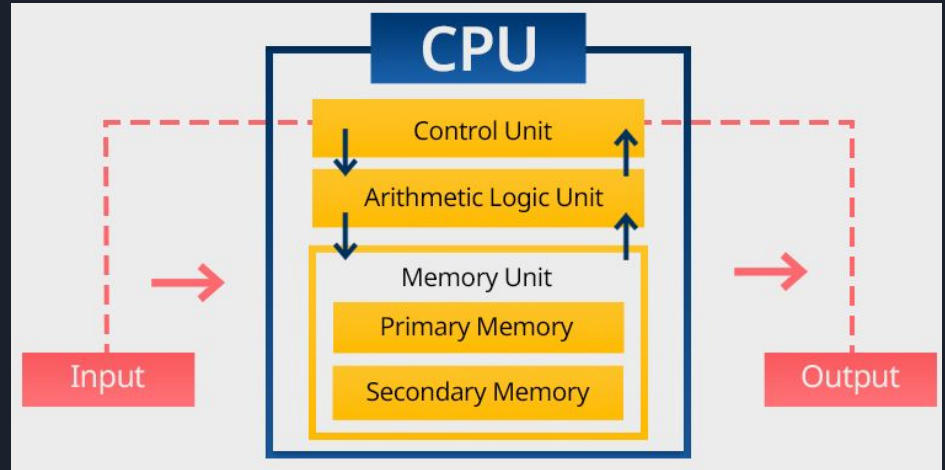 CPU
Control Unit
Arithmetic Logic Unit
Memory Unit
Primary Memory
Secondary Memory
Input
Output